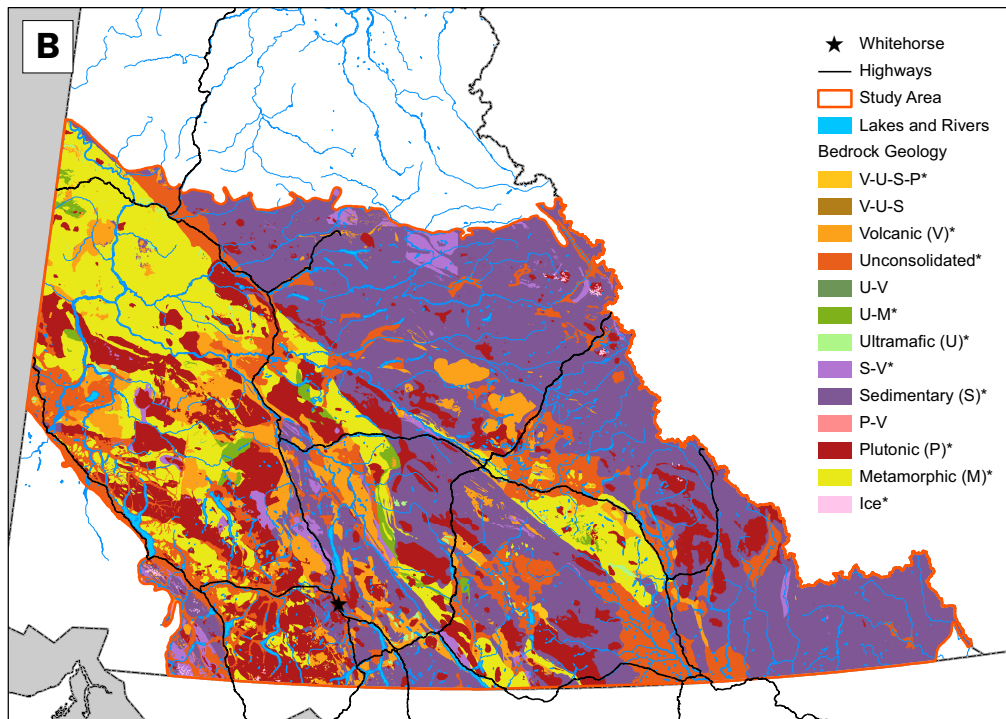 B
Whitehorse
Highways
Study Area
Lakes and Rivers
Bedrock Geology
V-U-S-P*
V-U-S
Volcanic (V)*
Unconsolidated*
U-V
U-M*
Ultramafic (U)*
S-V*
Sedimentary (S)*
P-V
Plutonic (P)*
Metamorphic (M)*
Ice*